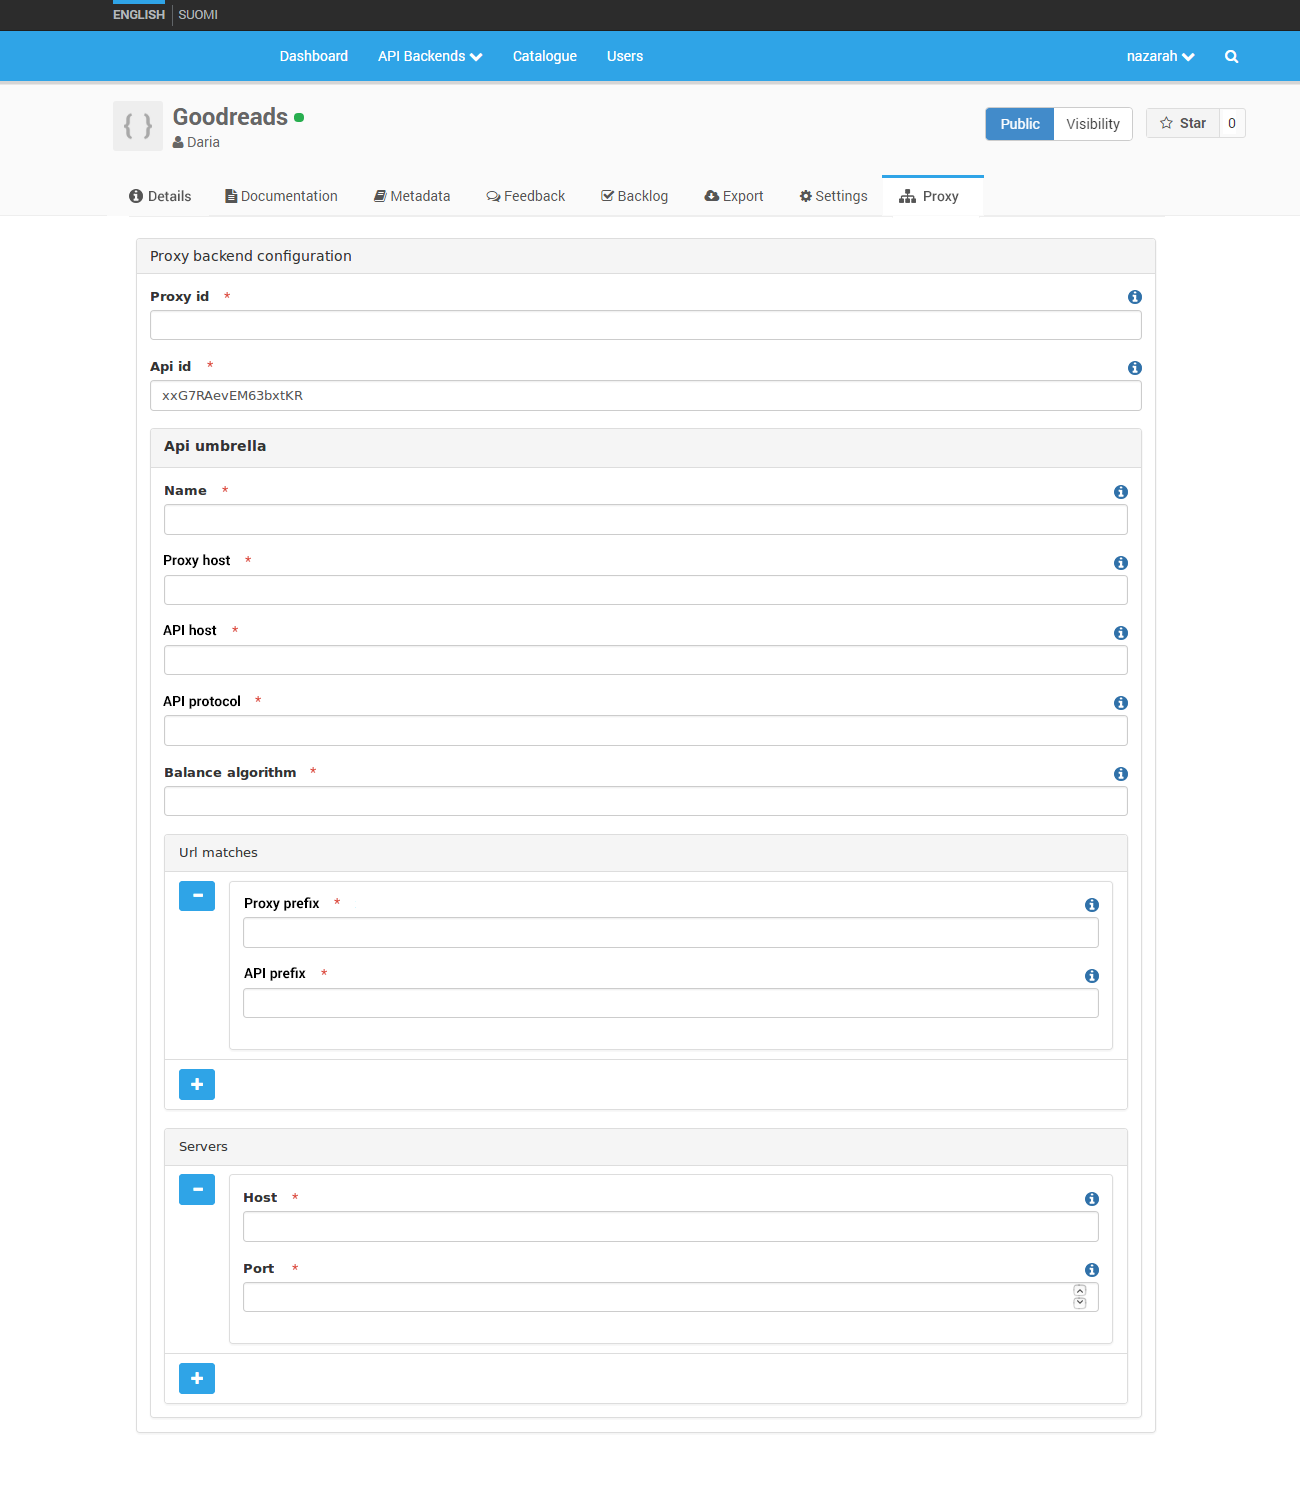 ENGLISH SUOMI
Dashboard API Backends Catalogue Users nazarah
{ } Goodreads
Daria
Public Visibility Star 0
Details Documentation Metadata Feedback Backlog Export Settings Proxy
Proxy backend configuration
Proxy id *
Api id *
xxG7RAevEM63bxtKR
Api umbrella
Name *
Proxy host *
API host *
API protocol *
Balance algorithm *
Url matches
Proxy prefix *
API prefix *
Servers
Host *
Port *